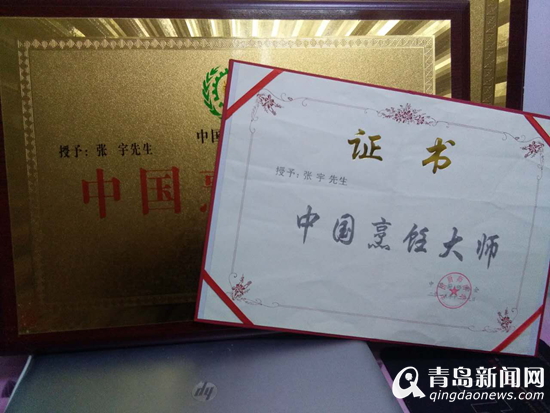 中国
授予：张 宇先生
中国烹
证书
授予：张宇先生
中国烹饪大师
hp
青岛新闻网
qingdaonews.com